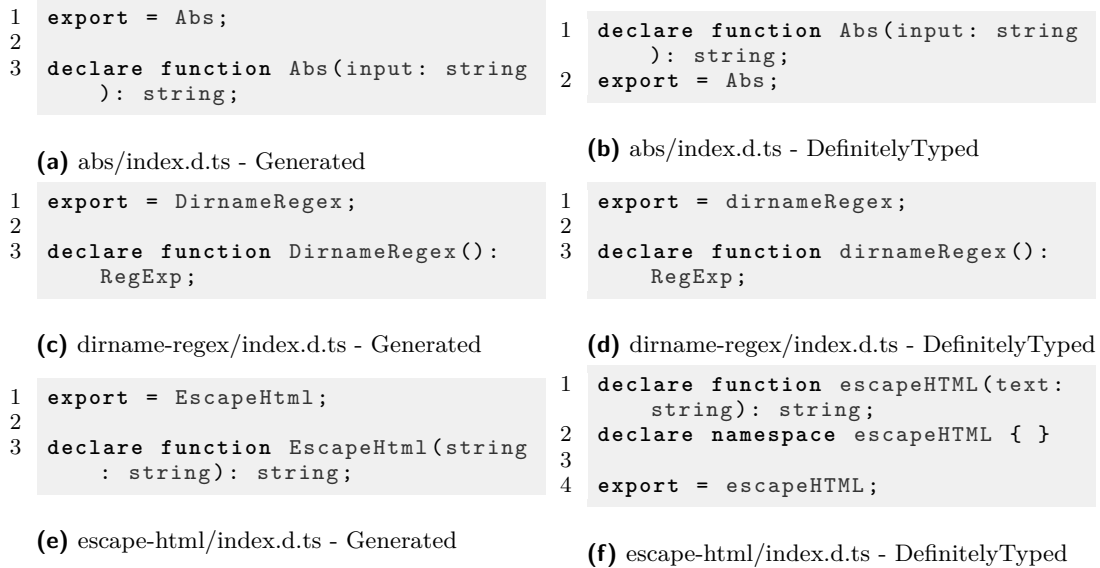 1 export = Abs;
2
3 declare function Abs(input: string
): string;
(a) abs/index.d.ts - Generated
1 declare function Abs(input: string
): string;
2 export = Abs;
(b) abs/index.d.ts - DefinitelyTyped
1 export = DirnameRegex;
2
3 declare function DirnameRegex():
RegExp;
(c) dirname-regex/index.d.ts - Generated
1 export = dirnameRegex;
2
3 declare function dirnameRegex():
RegExp;
(d) dirname-regex/index.d.ts - DefinitelyTyped
1 export = EscapeHtml;
2
3 declare function EscapeHtml(string
: string): string;
(e) escape-html/index.d.ts - Generated
1 declare function escapeHTML(text:
string): string;
2 declare namespace escapeHTML { }
3
4 export = escapeHTML;
(f) escape-html/index.d.ts - DefinitelyTyped